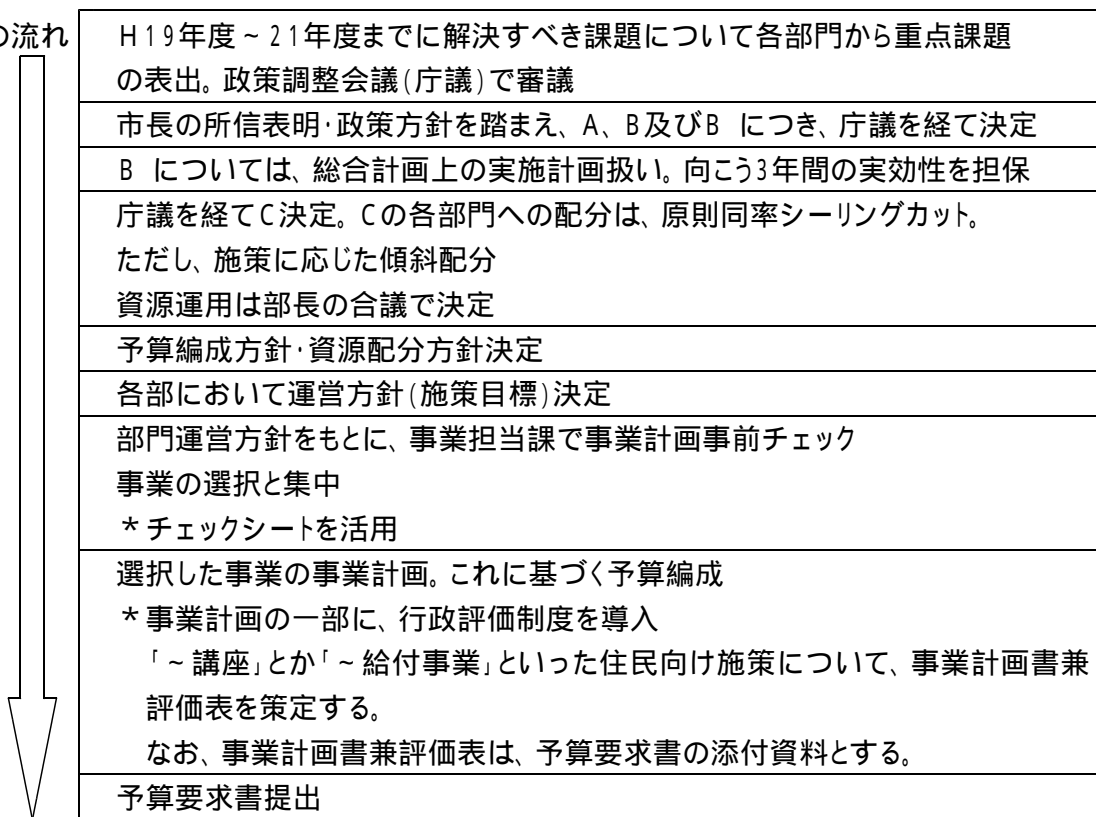 の流れ
H19年度~21年度までに解決すべき課題について各部門から重点課題
の表出。政策調整会議(庁議)で審議
市長の所信表明・政策方針を踏まえ、A、B及びB につき、庁議を経て決定
B については、総合計画上の実施計画扱い。向こう3年間の実効性を担保
庁議を経てC決定。Cの各部門への配分は、原則同率シーリングカット。
ただし、施策に応じた傾斜配分
資源運用は部長の合議で決定
予算編成方針・資源配分方針決定
各部において運営方針(施策目標)決定
部門運営方針をもとに、事業担当課で事業計画事前チェック
事業の選択と集中
*チェックシートを活用
選択した事業の事業計画。これに基づく予算編成
*事業計画の一部に、行政評価制度を導入
「~講座」とか「~給付事業」といった住民向け施策について、事業計画書兼
評価表を策定する。
なお、事業計画書兼評価表は、予算要求書の添付資料とする。
予算要求書提出